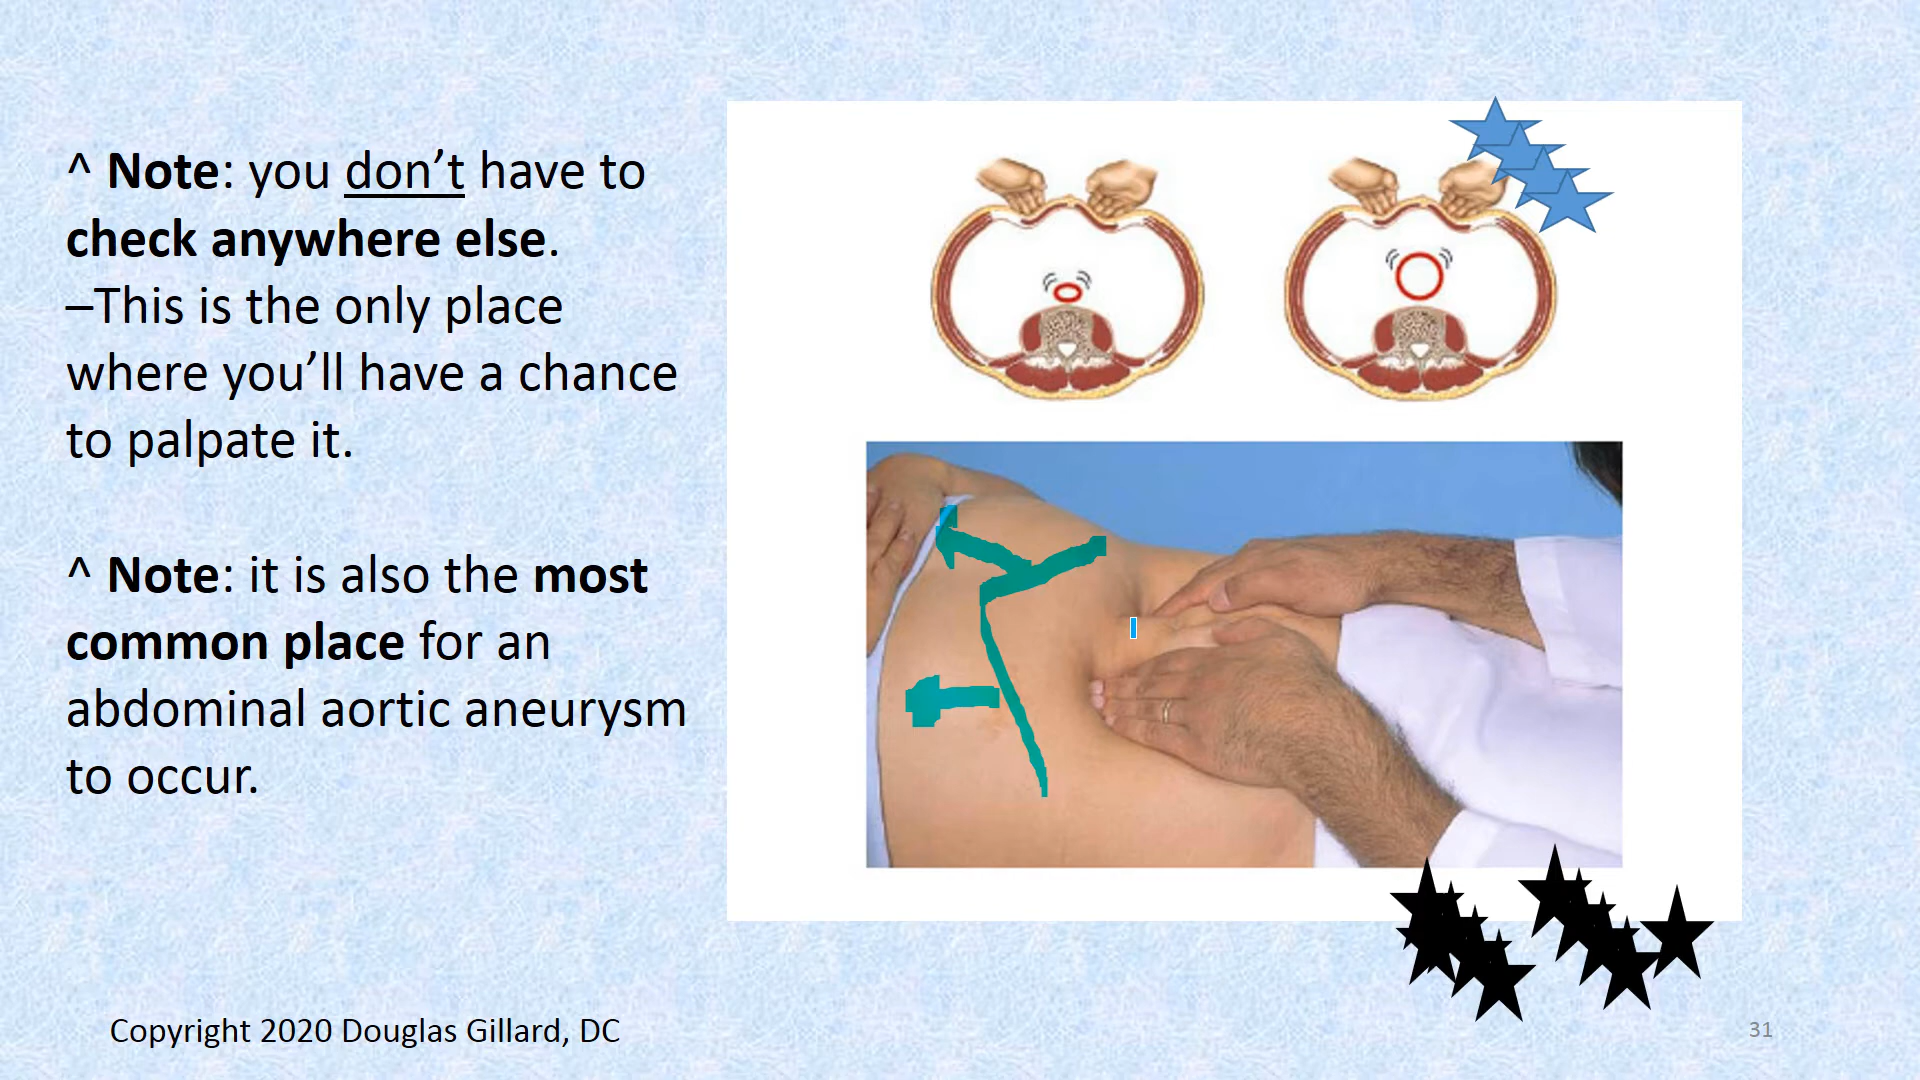 ^ Note: you don’t have to
check anywhere else.
–This is the only place
where you’ll have a chance
to palpate it.
^ Note: it is also the most
common place for an
abdominal aortic aneurysm
to occur.
Copyright 2020 Douglas Gillard, DC
31